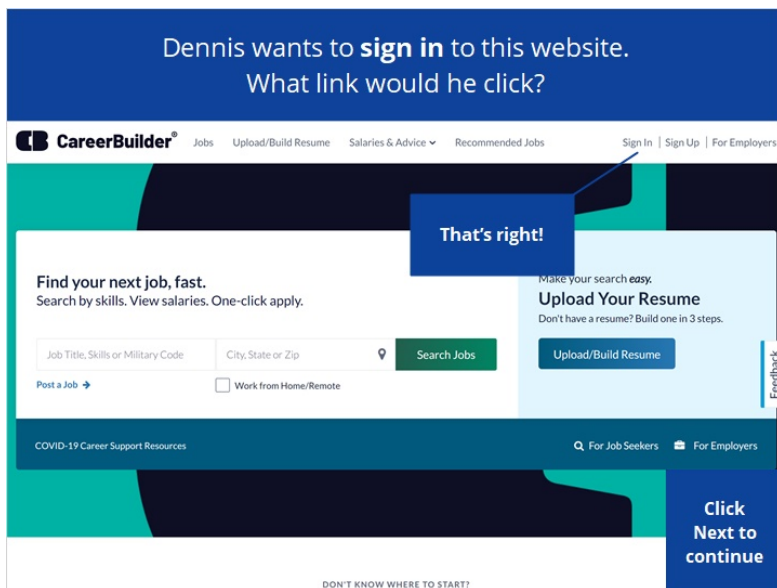 Dennis wants to sign in to this website.
What link would he click?
CareerBuilder® Jobs Upload/Build Resume Salaries & Advice Recommended Jobs Sign In | Sign Up | For Employers
That's right!
Find your next job, fast.
Search by skills. View salaries. One-click apply.
Job Title, Skills or Military Code City, State or Zip Search Jobs
Post a Job Work from Home/Remote
Make your search easy.
Upload Your Resume
Don't have a resume? Build one in 3 steps.
Upload/Build Resume
Feedback
COVID-19 Career Support Resources For Job Seekers For Employers
Click
Next to
continue
DON'T KNOW WHERE TO START?